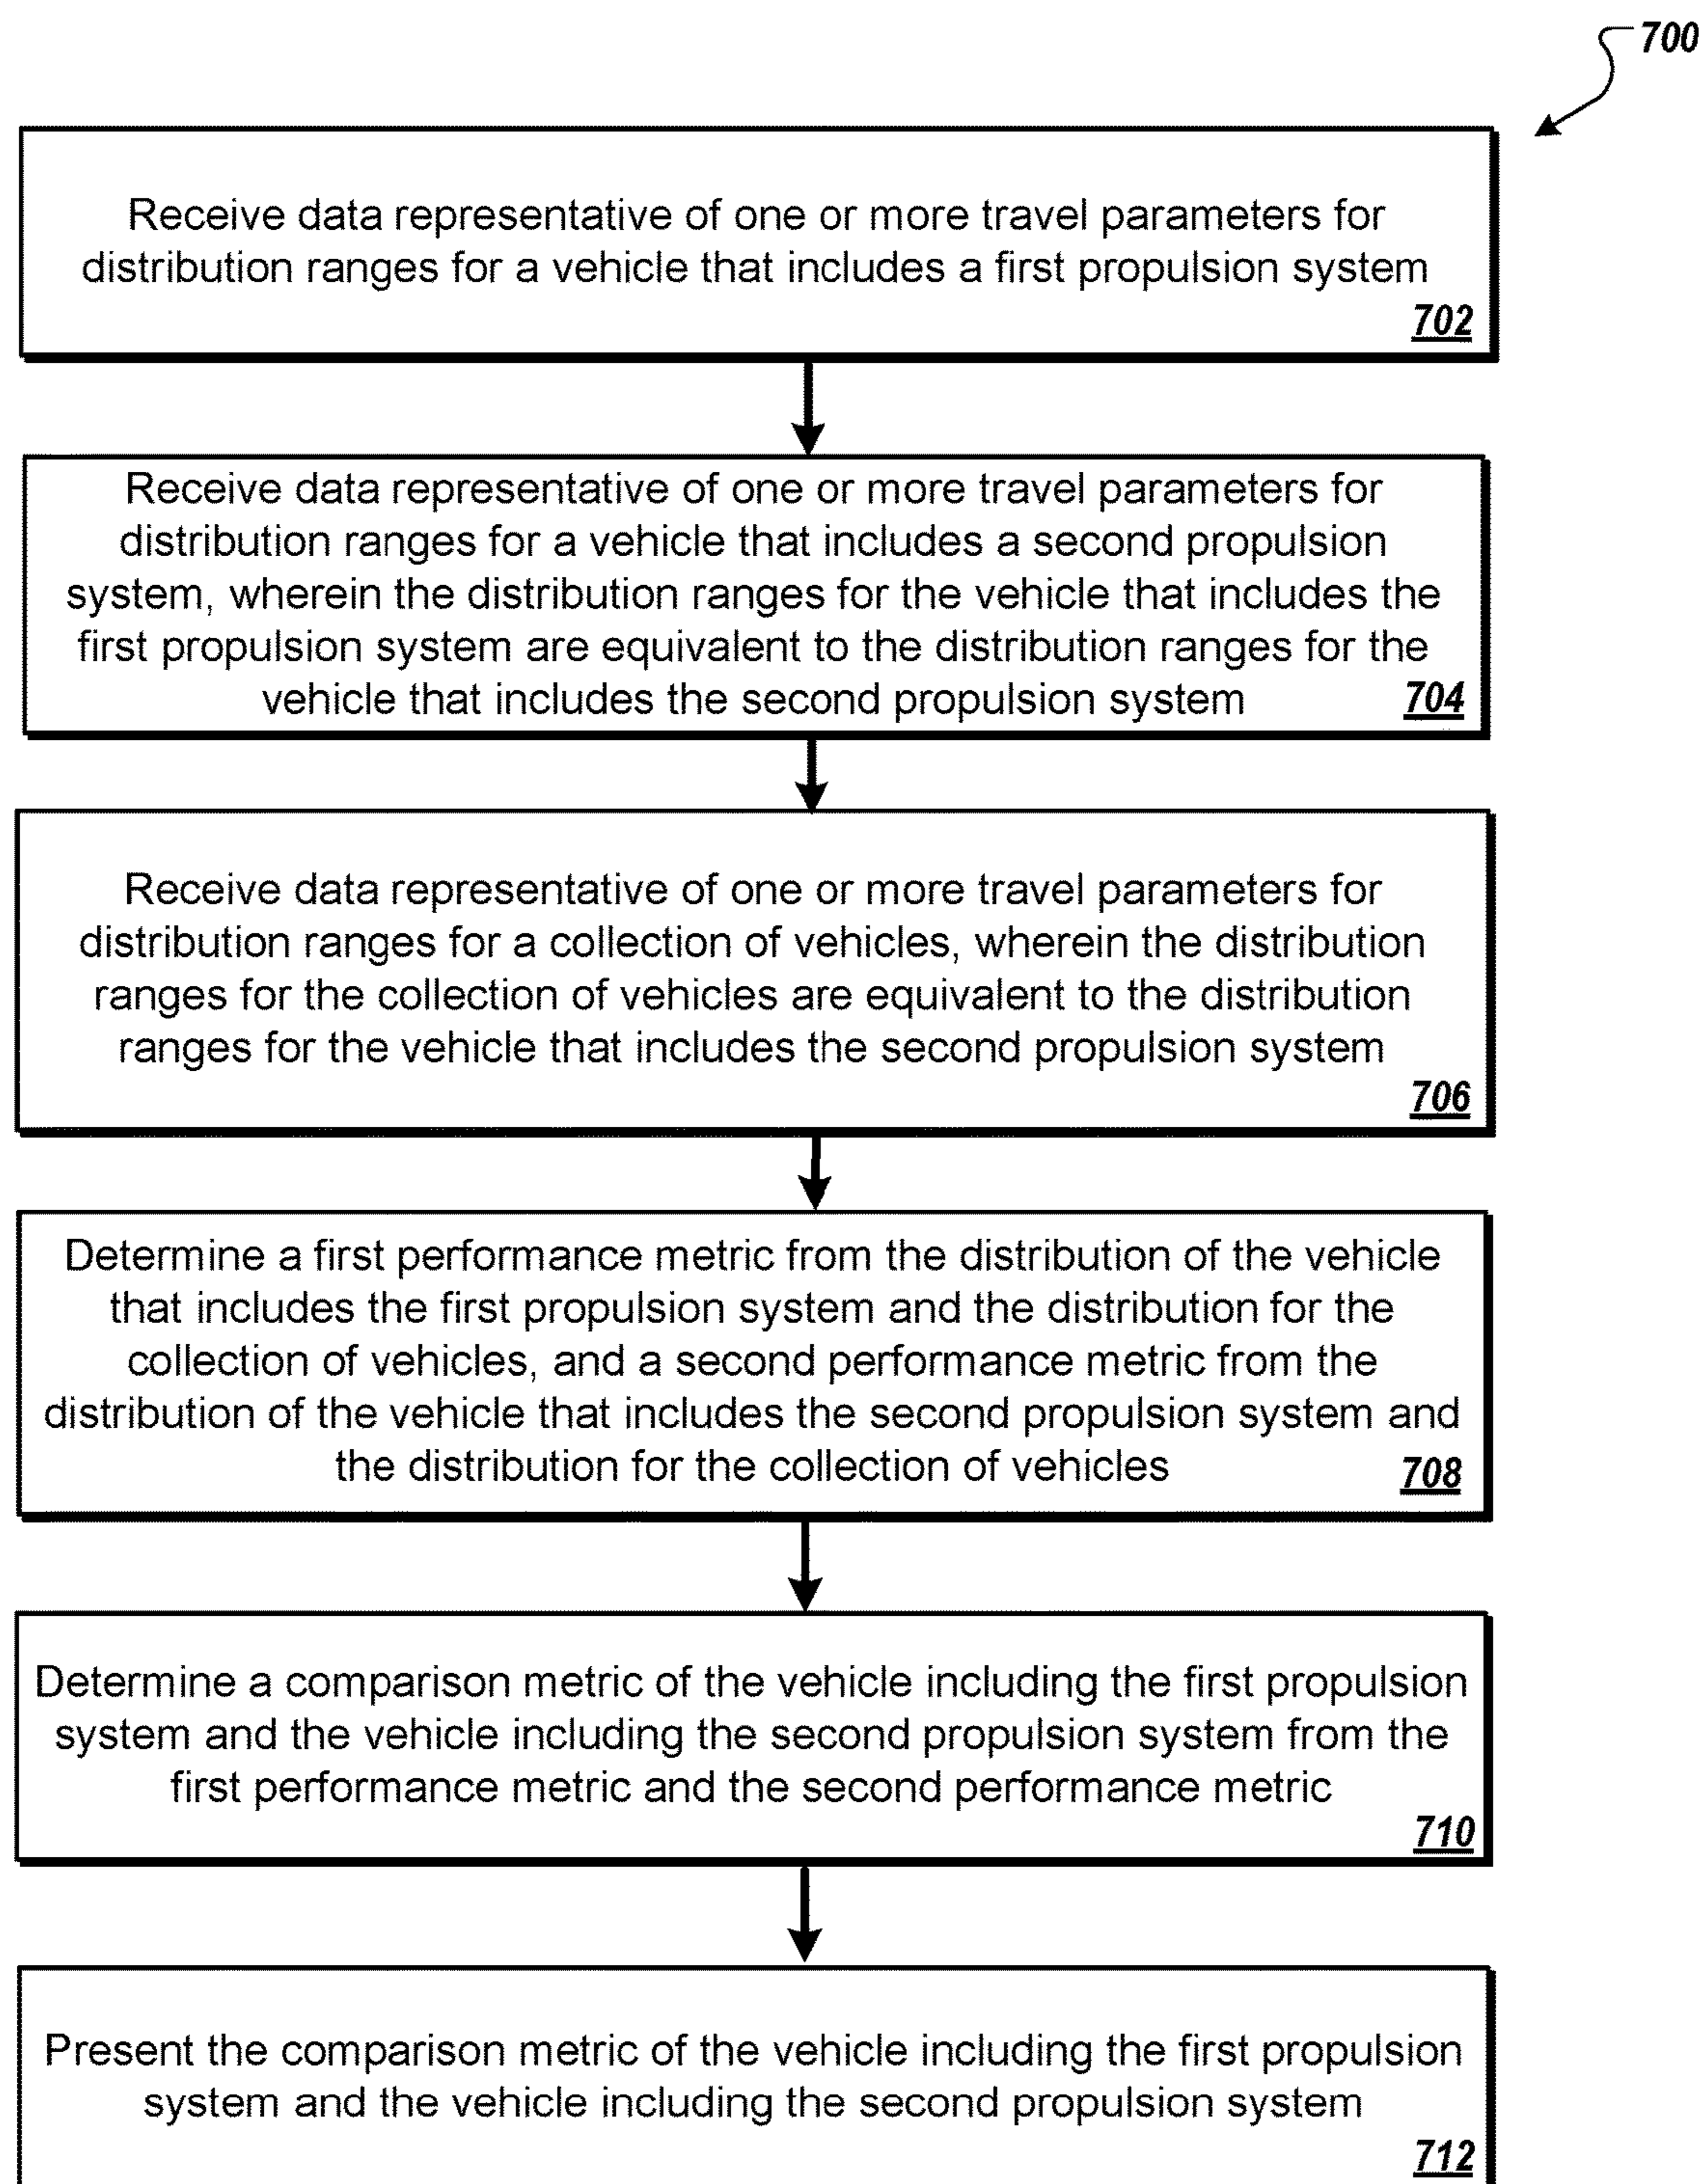 700
Receive data representative of one or more travel parameters for
distribution ranges for a vehicle that includes a first propulsion system
702
Receive data representative of one or more travel parameters for
distribution ranges for a vehicle that includes a second propulsion
system, wherein the distribution ranges for the vehicle that includes the
first propulsion system are equivalent to the distribution ranges for the
vehicle that includes the second propulsion system
704
Receive data representative of one or more travel parameters for
distribution ranges for a collection of vehicles, wherein the distribution
ranges for the collection of vehicles are equivalent to the distribution
ranges for the vehicle that includes the second propulsion system
706
Determine a first performance metric from the distribution of the vehicle
that includes the first propulsion system and the distribution for the
collection of vehicles, and a second performance metric from the
distribution of the vehicle that includes the second propulsion system and
the distribution for the collection of vehicles
708
Determine a comparison metric of the vehicle including the first propulsion
system and the vehicle including the second propulsion system from the
first performance metric and the second performance metric
710
Present the comparison metric of the vehicle including the first propulsion
system and the vehicle including the second propulsion system
712